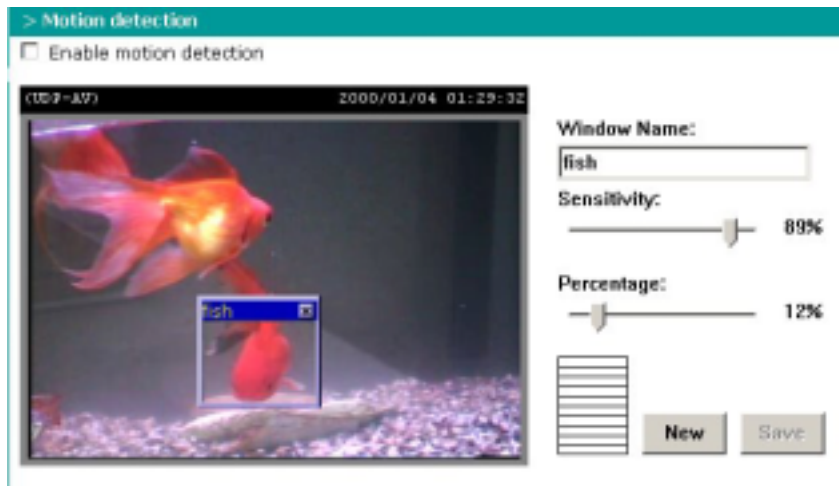 > Motion detection
Enable motion detection
(UDP-AV) 2000/01/04 01:29:32
Window Name:
fish
Sensitivity:
89%
fish
Percentage:
12%
New Save